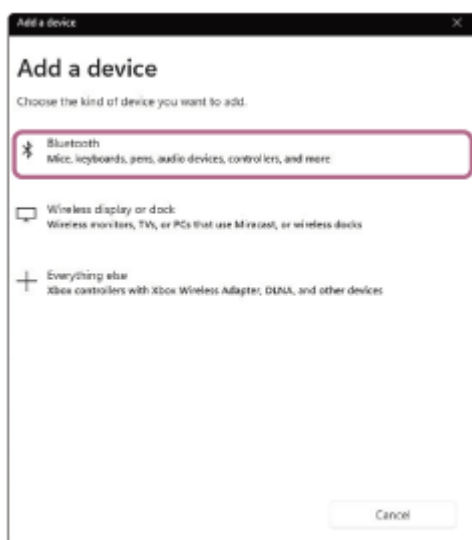 Add a device
Add a device
Choose the kind of device you want to add.
Bluetooth
Mice, keyboards, pens, audio devices, controllers, and more
Wireless display or dock
Wireless monitors, TVs, or PCs that use Miracast, or wireless docks
Everything else
Xbox controllers with Xbox Wireless Adapter, DLNA, and other devices
Cancel